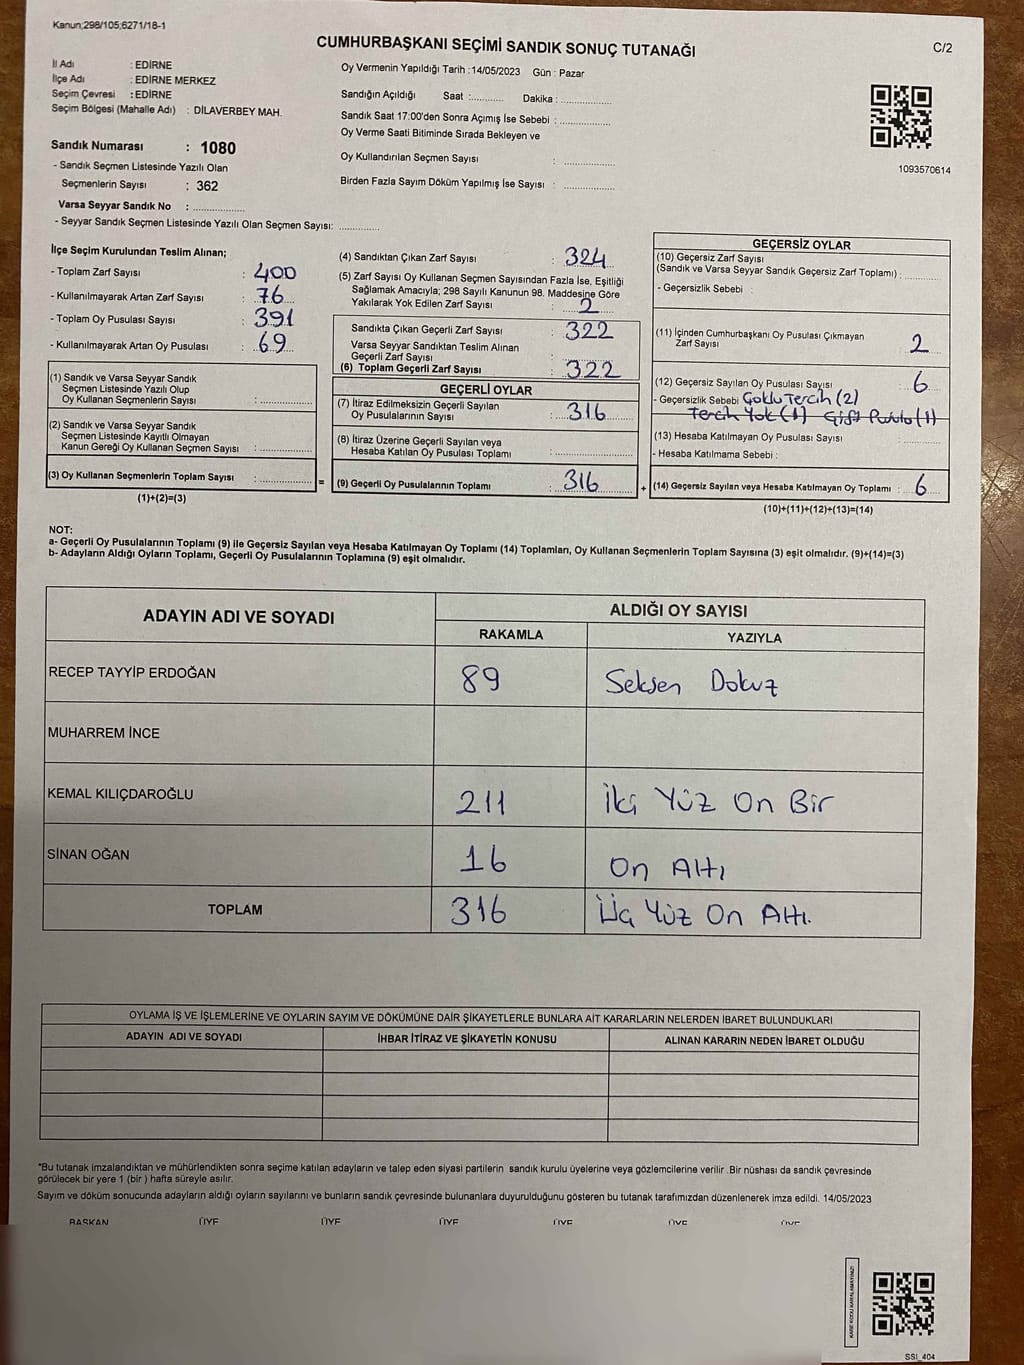 Kanun:298/105;6271/18-1
CUMHURBAŞKANI SEÇİMİ SANDIK SONUÇ TUTANAĞI
C/2
İl Adı : EDİRNE
İlçe Adı : EDİRNE MERKEZ
Seçim Çevresi : EDİRNE
Seçim Bölgesi (Mahalle Adı) : DİLAVERBEY MAH.
Sandık Numarası : 1080
- Sandık Seçmen Listesinde Yazılı Olan
Seçmenlerin Sayısı : 362
Varsa Seyyar Sandık No : ....................
- Seyyar Sandık Seçmen Listesinde Yazılı Olan Seçmen Sayısı: ...............
Oy Vermenin Yapıldığı Tarih :14/05/2023 Gün : Pazar
Sandığın Açıldığı Saat :............ Dakika : ..................
Sandık Saat 17:00'den Sonra Açımış İse Sebebi : ..................
Oy Verme Saati Bitiminde Sırada Bekleyen ve
Oy Kullandırılan Seçmen Sayısı : ..................
Birden Fazla Sayım Döküm Yapılmış İse Sayısı : ..................
1093570614
İlçe Seçim Kurulundan Teslim Alınan;
- Toplam Zarf Sayısı : 400
- Kullanılmayarak Artan Zarf Sayısı : 76
- Toplam Oy Pusulası Sayısı : 391
- Kullanılmayarak Artan Oy Pusulası : 69
(1) Sandık ve Varsa Seyyar Sandık
Seçmen Listesinde Yazılı Olup
Oy Kullanan Seçmenlerin Sayısı : ..................
(2) Sandık ve Varsa Seyyar Sandık
Seçmen Listesinde Kayıtlı Olmayan
Kanun Gereği Oy Kullanan Seçmen Sayısı : ..................
(3) Oy Kullanan Seçmenlerin Toplam Sayısı : .................. =
(1)+(2)=(3)
(4) Sandıktan Çıkan Zarf Sayısı : 324
(5) Zarf Sayısı Oy Kullanan Seçmen Sayısından Fazla İse, Eşitliği
Sağlamak Amacıyla; 298 Sayılı Kanunun 98. Maddesine Göre
Yakılarak Yok Edilen Zarf Sayısı : 2
Sandıkta Çıkan Geçerli Zarf Sayısı : 322
Varsa Seyyar Sandıktan Teslim Alınan
Geçerli Zarf Sayısı : ..................
(6) Toplam Geçerli Zarf Sayısı : 322
GEÇERLİ OYLAR
(7) İtiraz Edilmeksizin Geçerli Sayılan
Oy Pusulalarının Sayısı : 316
(8) İtiraz Üzerine Geçerli Sayılan veya
Hesaba Katılan Oy Pusulası Toplamı : ..................
(9) Geçerli Oy Pusulalarının Toplamı : 316 +
GEÇERSİZ OYLAR
(10) Geçersiz Zarf Sayısı
(Sandık ve Varsa Seyyar Sandık Geçersiz Zarf Toplamı) : ............
- Geçersizlik Sebebi :
(11) İçinden Cumhurbaşkanı Oy Pusulası Çıkmayan
Zarf Sayısı : 2
(12) Geçersiz Sayılan Oy Pusulası Sayısı : 6
- Geçersizlik Sebebi Çoklu Tercih (2)
Tercih Yok (1) Çift Pusula (1)
(13) Hesaba Katılmayan Oy Pusulası Sayısı : ............
- Hesaba Katılmama Sebebi :
(14) Geçersiz Sayılan veya Hesaba Katılmayan Oy Toplamı : 6
(10)+(11)+(12)+(13)=(14)
NOT:
a- Geçerli Oy Pusulalarının Toplamı (9) ile Geçersiz Sayılan veya Hesaba Katılmayan Oy Toplamı (14) Toplamları, Oy Kullanan Seçmenlerin Toplam Sayısına (3) eşit olmalıdır. (9)+(14)=(3)
b- Adayların Aldığı Oyların Toplamı, Geçerli Oy Pusulalarının Toplamına (9) eşit olmalıdır.
ADAYIN ADI VE SOYADI
ALDIĞI OY SAYISI
RAKAMLA YAZIYLA
RECEP TAYYİP ERDOĞAN 89 Seksen Dokuz
MUHARREM İNCE
KEMAL KILIÇDAROĞLU 211 İki Yüz On Bir
SİNAN OĞAN 16 On Altı
TOPLAM 316 Üç Yüz On Altı.
OYLAMA İŞ VE İŞLEMLERİNE VE OYLARIN SAYIM VE DÖKÜMÜNE DAİR ŞİKAYETLERLE BUNLARA AİT KARARLARIN NELERDEN İBARET BULUNDUKLARI
ADAYIN ADI VE SOYADI İHBAR İTİRAZ VE ŞİKAYETİN KONUSU ALINAN KARARIN NEDEN İBARET OLDUĞU
*Bu tutanak imzalandıktan ve mühürlendikten sonra seçime katılan adayların ve talep eden siyasi partilerin sandık kurulu üyelerine veya gözlemcilerine verilir .Bir nüshası da sandık çevresinde
görülecek bir yere 1 (bir ) hafta süreyle asılır.
Sayım ve döküm sonucunda adayların aldığı oyların sayılarını ve bunların sandık çevresinde bulunanlara duyurulduğunu gösteren bu tutanak tarafımızdan düzenlenerek imza edildi. 14/05/2023
BAŞKAN ÜYE ÜYE ÜYE ÜYE ÜYE ÜYE
KARE KODU KARALAMAYINIZ!
SSI_404